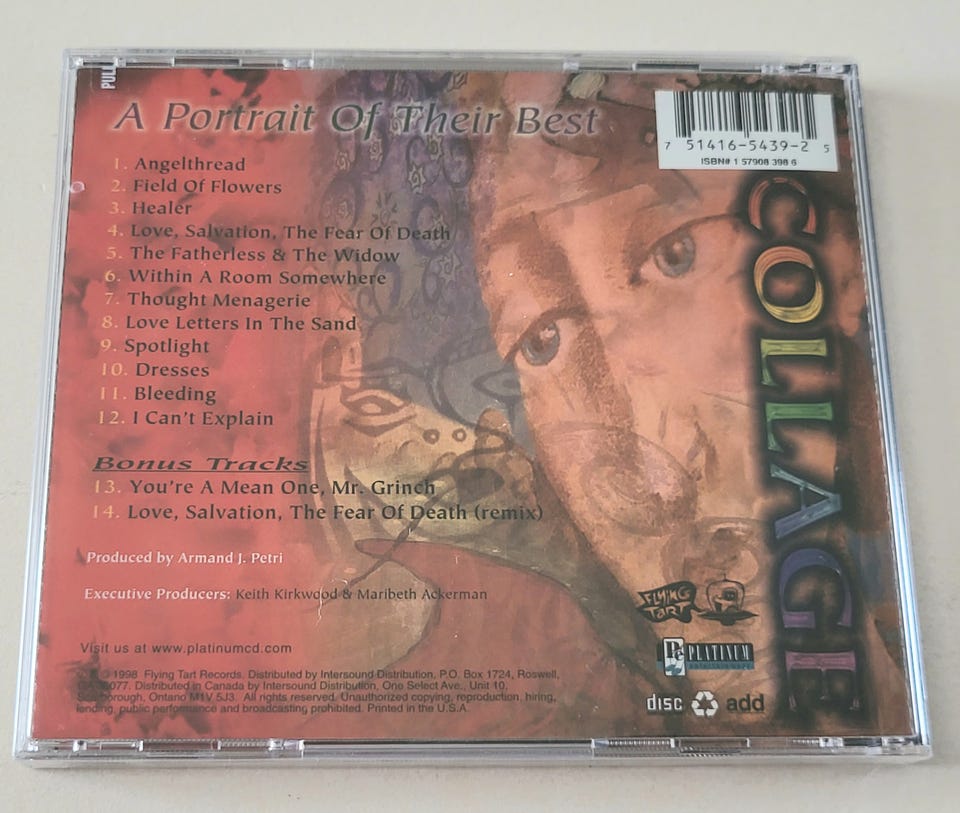 PULL
A Portrait Of Their Best
7 51416-5439-2 5
ISBN# 1 57908 398 6
COLLAGE
1. Angelthread
2. Field Of Flowers
3. Healer
4. Love, Salvation, The Fear Of Death
5. The Fatherless & The Widow
6. Within A Room Somewhere
7. Thought Menagerie
8. Love Letters In The Sand
9. Spotlight
10. Dresses
11. Bleeding
12. I Can't Explain
Bonus Tracks
13. You're A Mean One, Mr. Grinch
14. Love, Salvation, The Fear Of Death (remix)
Produced by Armand J. Petri
Executive Producers: Keith Kirkwood & Maribeth Ackerman
FLYING
TART
Visit us at www.platinumcd.com
PLATINUM
entertainment
1998 Flying Tart Records. Distributed by Intersound Distribution, P.O. Box 1724, Roswell,
GA 30077. Distributed in Canada by Intersound Distribution, One Select Ave., Unit 10,
Scarborough, Ontario M1V 5J3. All rights reserved. Unauthorized copying, reproduction, hiring,
lending, public performance and broadcasting prohibited. Printed in the U.S.A.
disc add